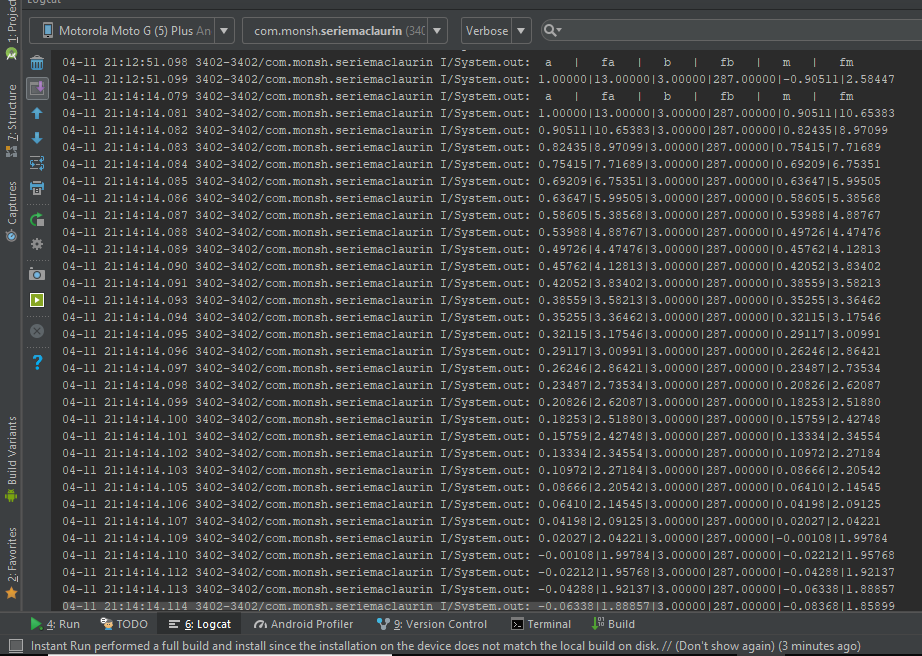 Logcat
1: Project
Motorola Moto G (5) Plus An
com.monsh.seriemaclaurin (340
Verbose
7: Structure
Captures
Build Variants
2: Favorites
04-11 21:12:51.098 3402-3402/com.monsh.seriemaclaurin I/System.out: a | fa | b | fb | m | fm
04-11 21:12:51.099 3402-3402/com.monsh.seriemaclaurin I/System.out: 1.00000|13.00000|3.00000|287.00000|-0.90511|2.58447
04-11 21:14:14.079 3402-3402/com.monsh.seriemaclaurin I/System.out: a | fa | b | fb | m | fm
04-11 21:14:14.081 3402-3402/com.monsh.seriemaclaurin I/System.out: 1.00000|13.00000|3.00000|287.00000|0.90511|10.65383
04-11 21:14:14.082 3402-3402/com.monsh.seriemaclaurin I/System.out: 0.90511|10.65383|3.00000|287.00000|0.82435|8.97099
04-11 21:14:14.083 3402-3402/com.monsh.seriemaclaurin I/System.out: 0.82435|8.97099|3.00000|287.00000|0.75415|7.71689
04-11 21:14:14.084 3402-3402/com.monsh.seriemaclaurin I/System.out: 0.75415|7.71689|3.00000|287.00000|0.69209|6.75351
04-11 21:14:14.085 3402-3402/com.monsh.seriemaclaurin I/System.out: 0.69209|6.75351|3.00000|287.00000|0.63647|5.99505
04-11 21:14:14.086 3402-3402/com.monsh.seriemaclaurin I/System.out: 0.63647|5.99505|3.00000|287.00000|0.58605|5.38568
04-11 21:14:14.087 3402-3402/com.monsh.seriemaclaurin I/System.out: 0.58605|5.38568|3.00000|287.00000|0.53988|4.88767
04-11 21:14:14.088 3402-3402/com.monsh.seriemaclaurin I/System.out: 0.53988|4.88767|3.00000|287.00000|0.49726|4.47476
04-11 21:14:14.089 3402-3402/com.monsh.seriemaclaurin I/System.out: 0.49726|4.47476|3.00000|287.00000|0.45762|4.12813
04-11 21:14:14.090 3402-3402/com.monsh.seriemaclaurin I/System.out: 0.45762|4.12813|3.00000|287.00000|0.42052|3.83402
04-11 21:14:14.091 3402-3402/com.monsh.seriemaclaurin I/System.out: 0.42052|3.83402|3.00000|287.00000|0.38559|3.58213
04-11 21:14:14.093 3402-3402/com.monsh.seriemaclaurin I/System.out: 0.38559|3.58213|3.00000|287.00000|0.35255|3.36462
04-11 21:14:14.094 3402-3402/com.monsh.seriemaclaurin I/System.out: 0.35255|3.36462|3.00000|287.00000|0.32115|3.17546
04-11 21:14:14.095 3402-3402/com.monsh.seriemaclaurin I/System.out: 0.32115|3.17546|3.00000|287.00000|0.29117|3.00991
04-11 21:14:14.096 3402-3402/com.monsh.seriemaclaurin I/System.out: 0.29117|3.00991|3.00000|287.00000|0.26246|2.86421
04-11 21:14:14.097 3402-3402/com.monsh.seriemaclaurin I/System.out: 0.26246|2.86421|3.00000|287.00000|0.23487|2.73534
04-11 21:14:14.098 3402-3402/com.monsh.seriemaclaurin I/System.out: 0.23487|2.73534|3.00000|287.00000|0.20826|2.62087
04-11 21:14:14.099 3402-3402/com.monsh.seriemaclaurin I/System.out: 0.20826|2.62087|3.00000|287.00000|0.18253|2.51880
04-11 21:14:14.100 3402-3402/com.monsh.seriemaclaurin I/System.out: 0.18253|2.51880|3.00000|287.00000|0.15759|2.42748
04-11 21:14:14.101 3402-3402/com.monsh.seriemaclaurin I/System.out: 0.15759|2.42748|3.00000|287.00000|0.13334|2.34554
04-11 21:14:14.102 3402-3402/com.monsh.seriemaclaurin I/System.out: 0.13334|2.34554|3.00000|287.00000|0.10972|2.27184
04-11 21:14:14.103 3402-3402/com.monsh.seriemaclaurin I/System.out: 0.10972|2.27184|3.00000|287.00000|0.08666|2.20542
04-11 21:14:14.105 3402-3402/com.monsh.seriemaclaurin I/System.out: 0.08666|2.20542|3.00000|287.00000|0.06410|2.14545
04-11 21:14:14.106 3402-3402/com.monsh.seriemaclaurin I/System.out: 0.06410|2.14545|3.00000|287.00000|0.04198|2.09125
04-11 21:14:14.107 3402-3402/com.monsh.seriemaclaurin I/System.out: 0.04198|2.09125|3.00000|287.00000|0.02027|2.04221
04-11 21:14:14.109 3402-3402/com.monsh.seriemaclaurin I/System.out: 0.02027|2.04221|3.00000|287.00000|-0.00108|1.99784
04-11 21:14:14.110 3402-3402/com.monsh.seriemaclaurin I/System.out: -0.00108|1.99784|3.00000|287.00000|-0.02212|1.95768
04-11 21:14:14.112 3402-3402/com.monsh.seriemaclaurin I/System.out: -0.02212|1.95768|3.00000|287.00000|-0.04288|1.92137
04-11 21:14:14.113 3402-3402/com.monsh.seriemaclaurin I/System.out: -0.04288|1.92137|3.00000|287.00000|-0.06338|1.88857
04-11 21:14:14.114 3402-3402/com.monsh.seriemaclaurin I/System.out: -0.06338|1.88857|3.00000|287.00000|-0.08368|1.85899
4: Run TODO 6: Logcat Android Profiler 9: Version Control Terminal Build
Instant Run performed a full build and install since the installation on the device does not match the local build on disk. // (Don't show again) (3 minutes ago)